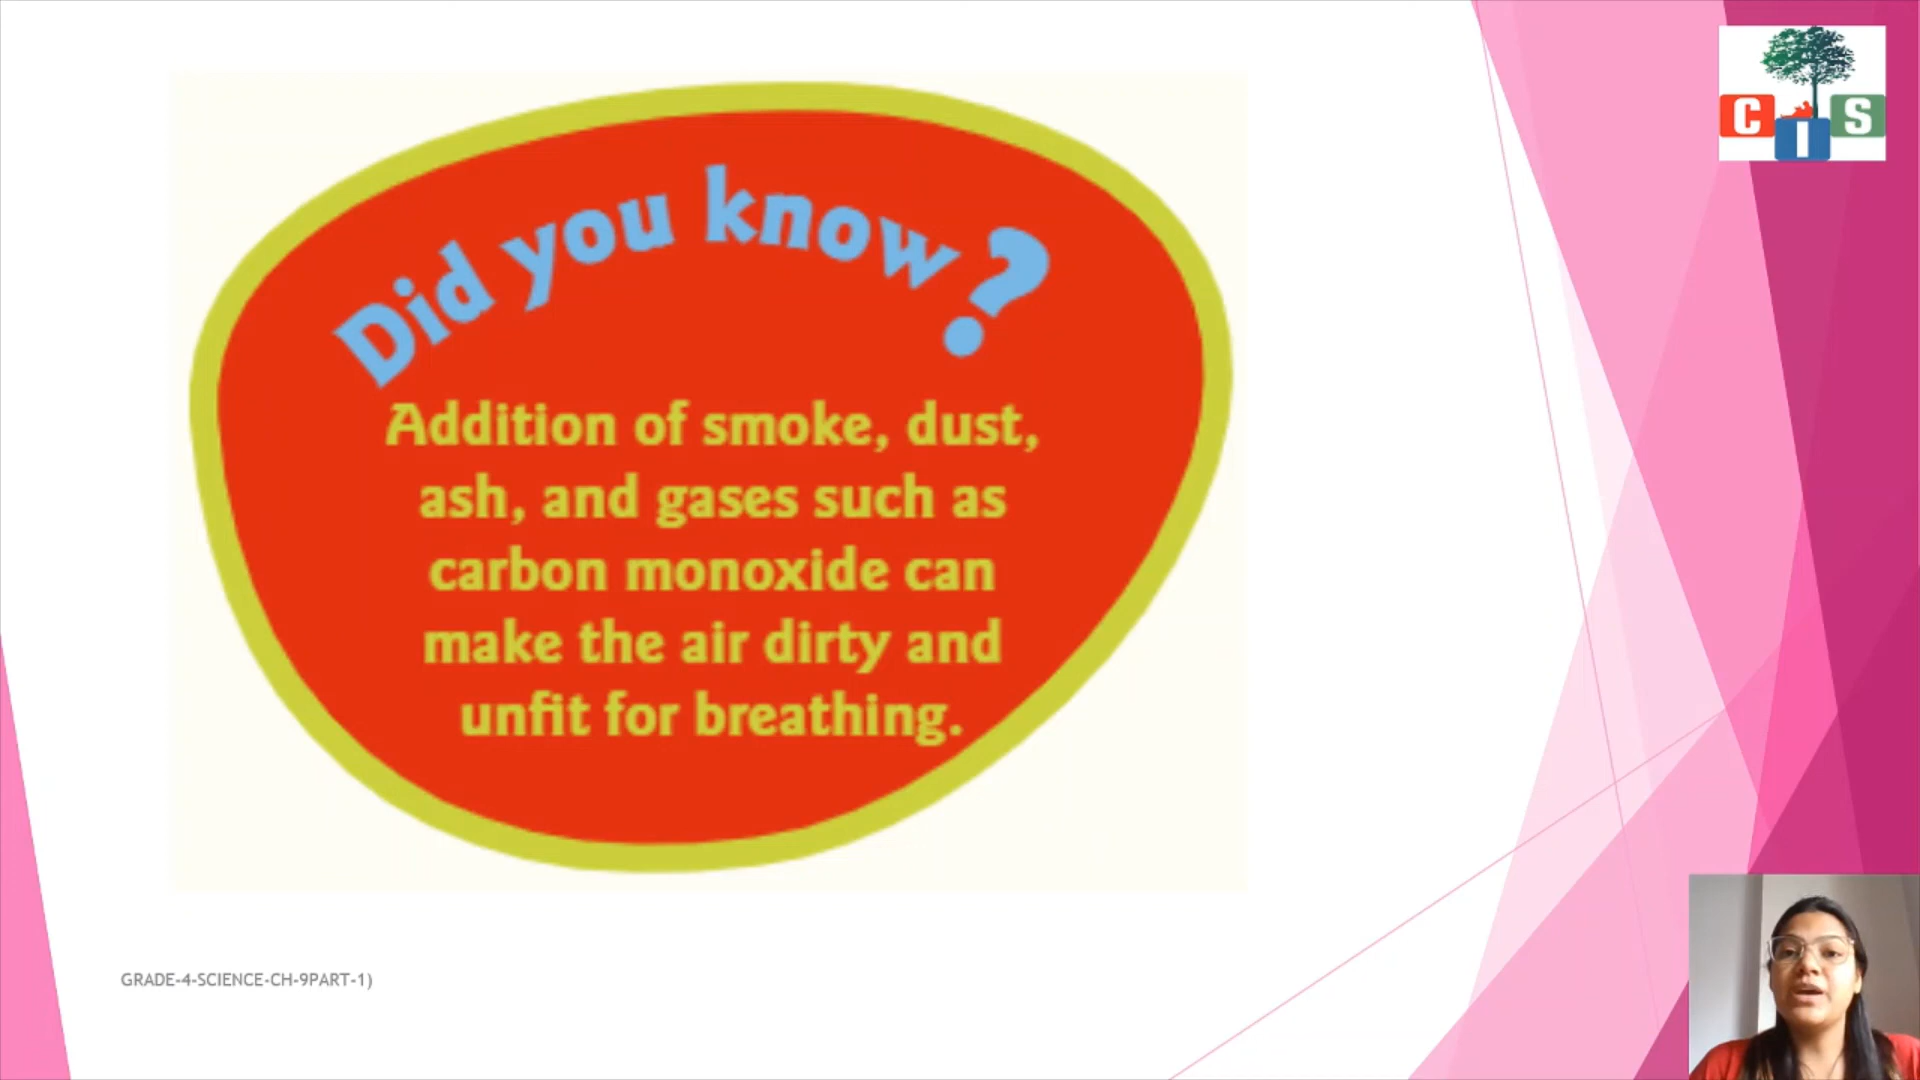 C I S
Did you know?
Addition of smoke, dust,
ash, and gases such as
carbon monoxide can
make the air dirty and
unfit for breathing.
GRADE-4-SCIENCE-CH-9PART-1)